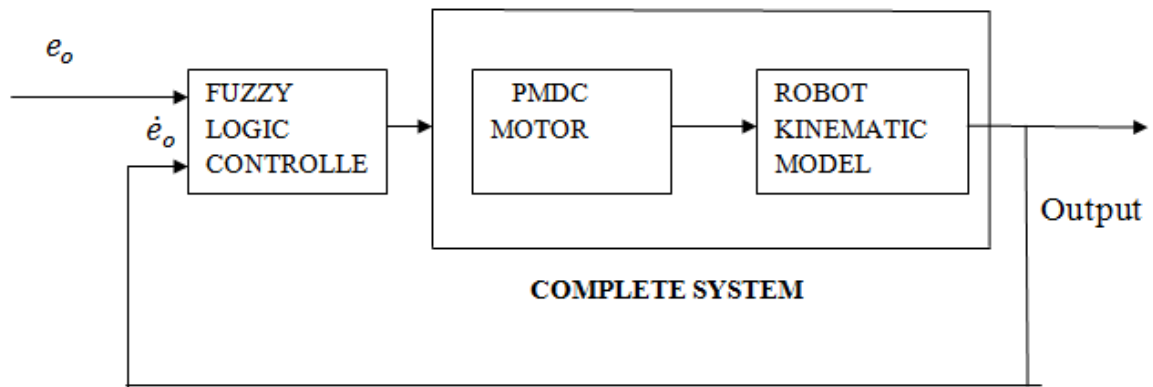 e_o
ė_o
FUZZY
LOGIC
CONTROLLE
PMDC
MOTOR
ROBOT
KINEMATIC
MODEL
Output
COMPLETE SYSTEM